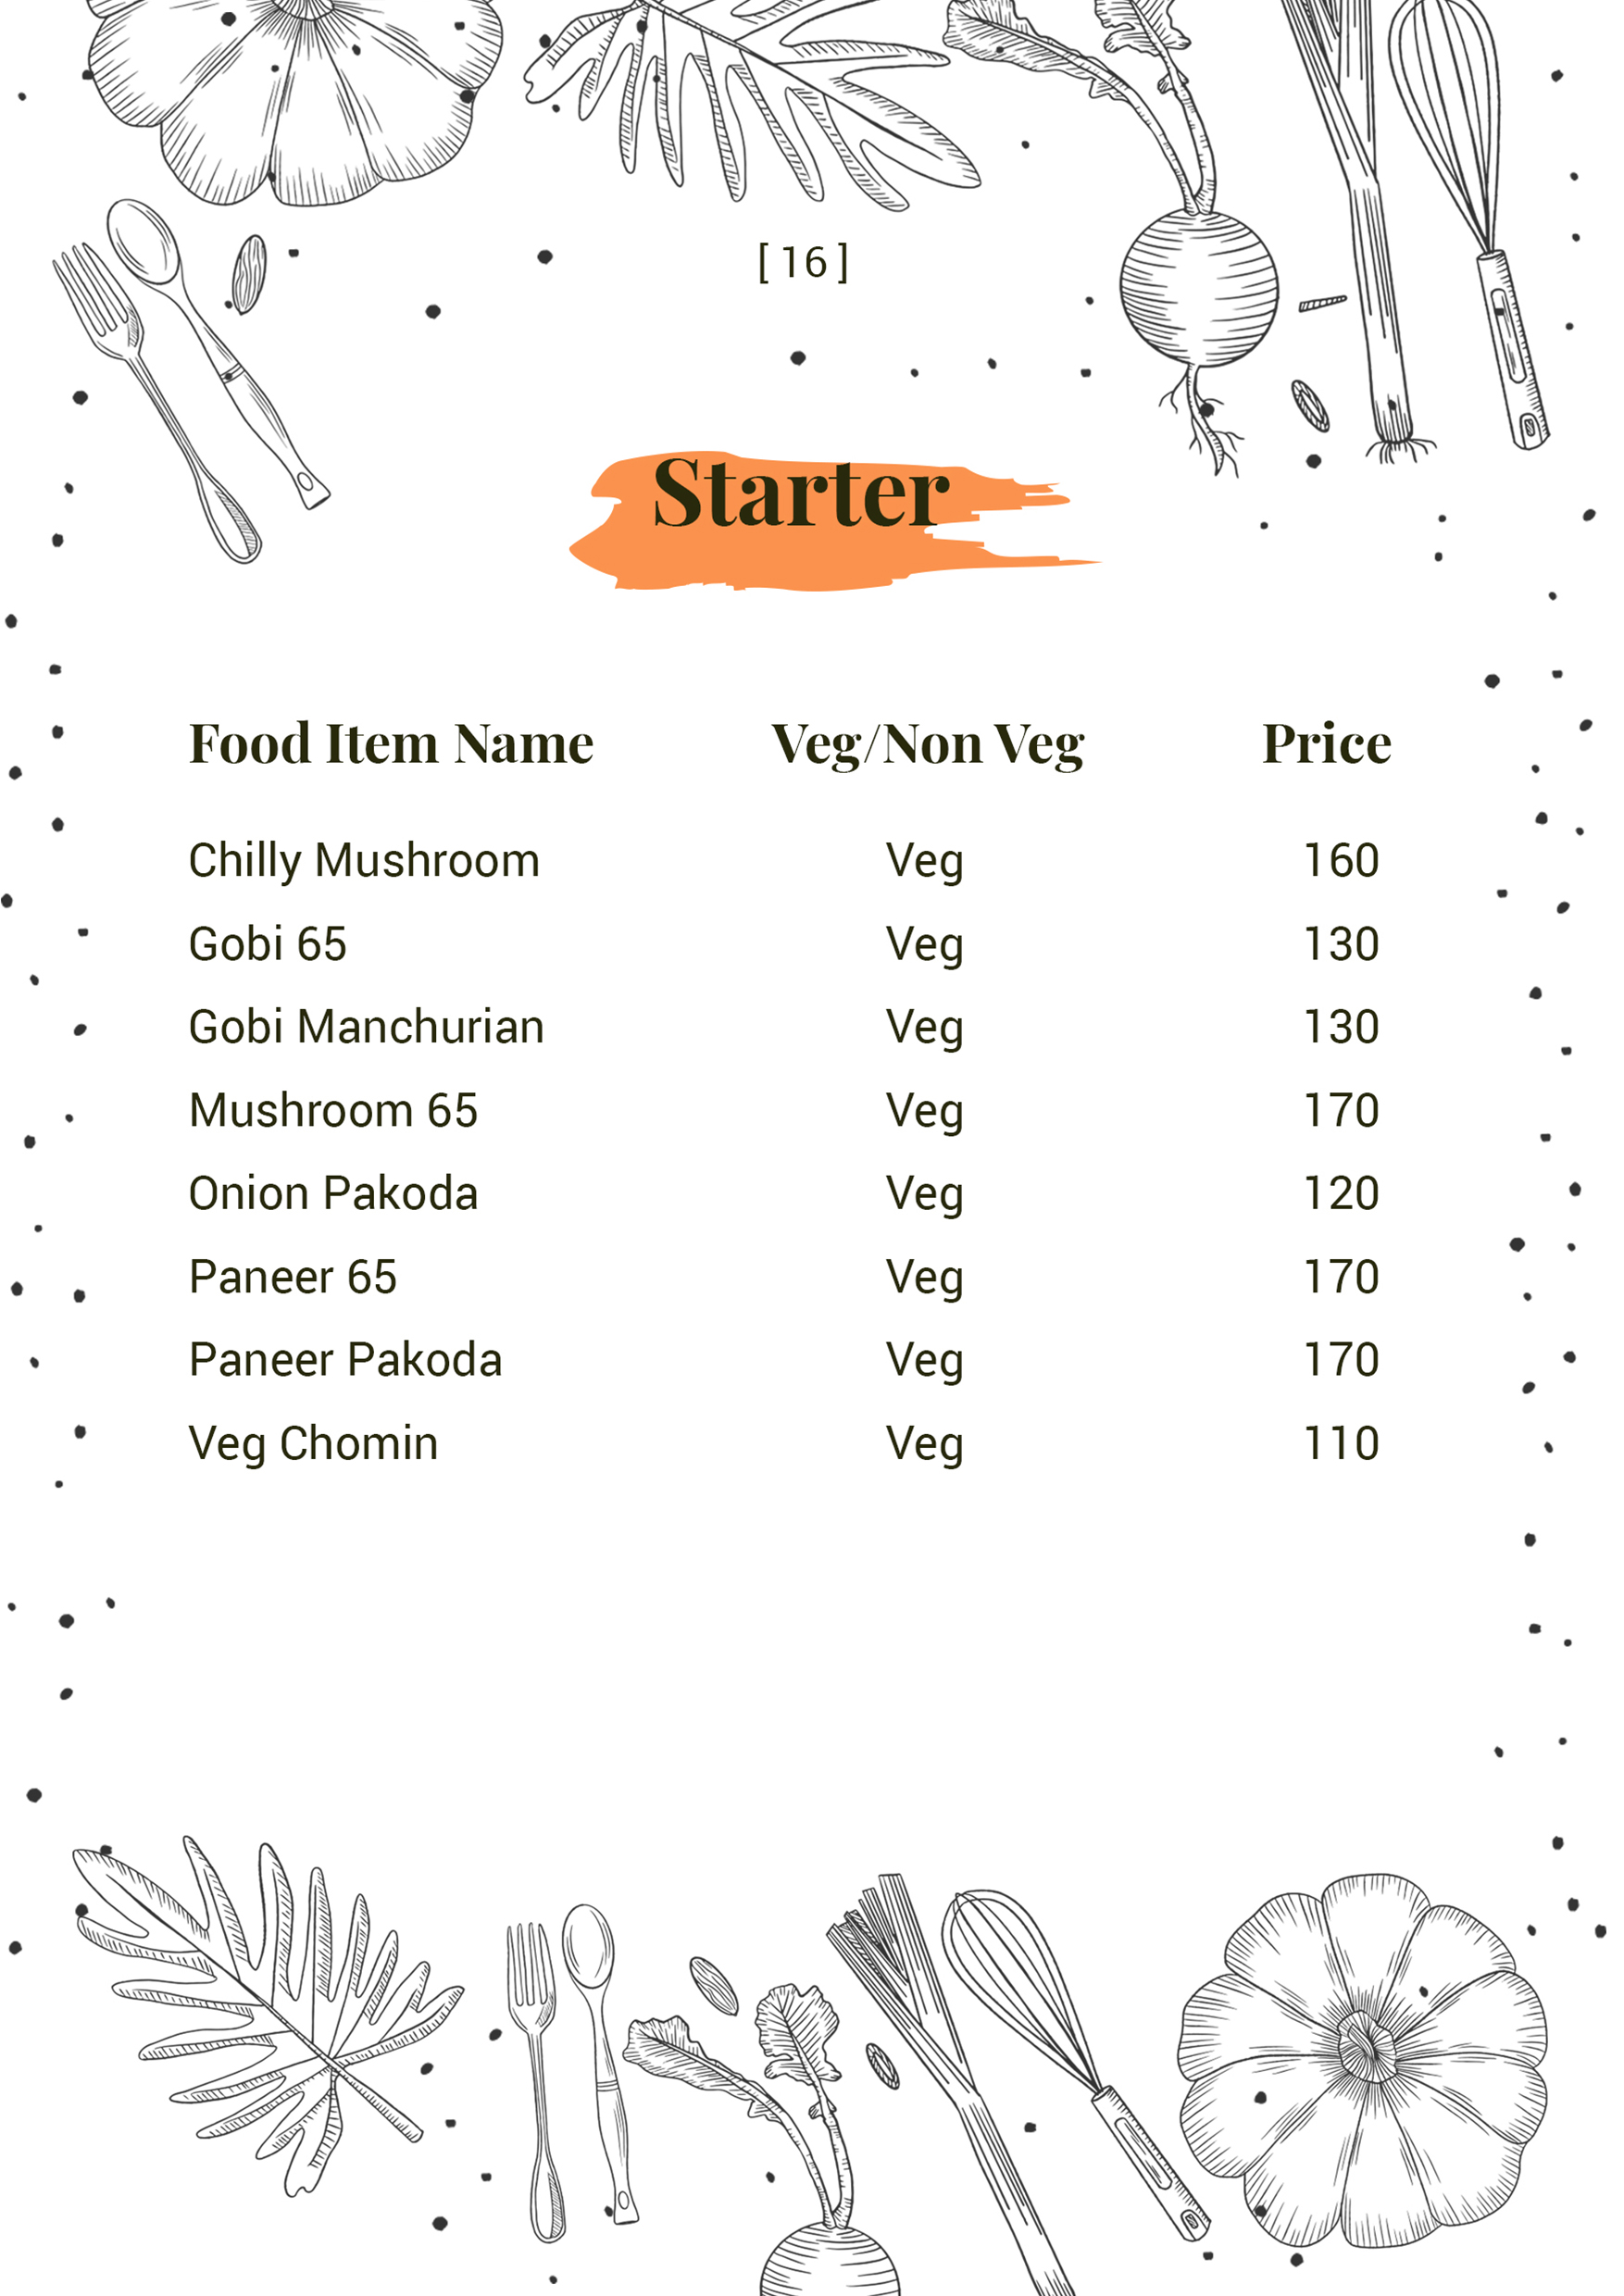 [ 16 ]
Starter
Food Item Name Veg/Non Veg Price
Chilly Mushroom Veg 160
Gobi 65 Veg 130
Gobi Manchurian Veg 130
Mushroom 65 Veg 170
Onion Pakoda Veg 120
Paneer 65 Veg 170
Paneer Pakoda Veg 170
Veg Chomin Veg 110